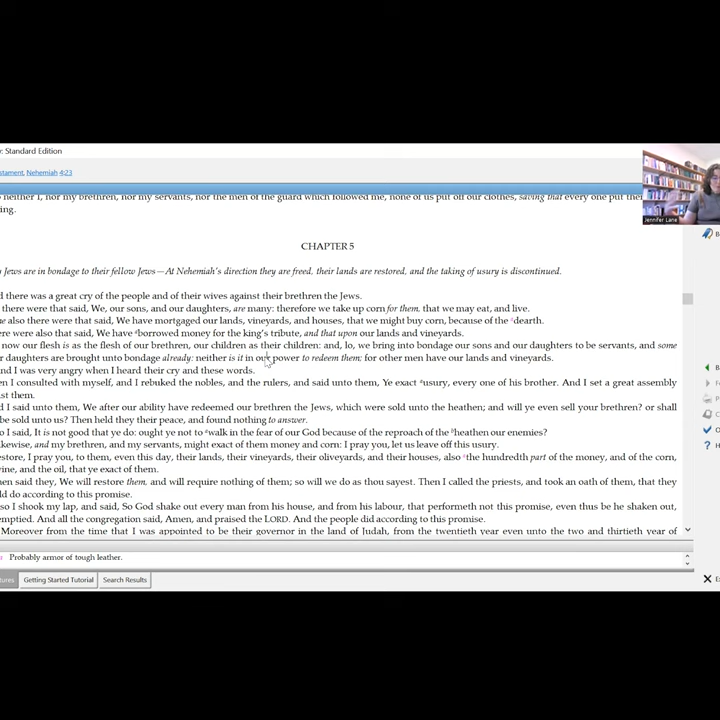 : Standard Edition
stament, Nehemiah 4:23
neither I, nor my brethren, nor my servants, nor the men of the guard which followed me, none of us put off our clothes, saving that every one put the
ing.
CHAPTER 5
Jews are in bondage to their fellow Jews—At Nehemiah's direction they are freed, their lands are restored, and the taking of usury is discontinued.
d there was a great cry of the people and of their wives against their brethren the Jews.
there were that said, We, our sons, and our daughters, are many: therefore we take up corn for them, that we may eat, and live.
e also there were that said, We have mortgaged our lands, vineyards, and houses, that we might buy corn, because of the dearth.
ere were also that said, We have borrowed money for the king's tribute, and that upon our lands and vineyards.
now our flesh is as the flesh of our brethren, our children as their children: and, lo, we bring into bondage our sons and our daughters to be servants, and some
r daughters are brought unto bondage already: neither is it in our power to redeem them; for other men have our lands and vineyards.
nd I was very angry when I heard their cry and these words.
en I consulted with myself, and I rebuked the nobles, and the rulers, and said unto them, Ye exact usury, every one of his brother. And I set a great assembly
st them.
d I said unto them, We after our ability have redeemed our brethren the Jews, which were sold unto the heathen; and will ye even sell your brethren? or shall
be sold unto us? Then held they their peace, and found nothing to answer.
o I said, It is not good that ye do: ought ye not to walk in the fear of our God because of the reproach of the heathen our enemies?
ikewise, and my brethren, and my servants, might exact of them money and corn: I pray you, let us leave off this usury.
estore, I pray you, to them, even this day, their lands, their vineyards, their oliveyards, and their houses, also the hundredth part of the money, and of the corn,
ine, and the oil, that ye exact of them.
hen said they, We will restore them, and will require nothing of them; so will we do as thou sayest. Then I called the priests, and took an oath of them, that they
ld do according to this promise.
so I shook my lap, and said, So God shake out every man from his house, and from his labour, that performeth not this promise, even thus be he shaken out,
mptied. And all the congregation said, Amen, and praised the LORD. And the people did according to this promise.
Moreover from the time that I was appointed to be their governor in the land of Judah, from the twentieth year even unto the two and thirtieth year of
Probably armor of tough leather.
tures
Getting Started Tutorial
Search Results
Jennifer Lane